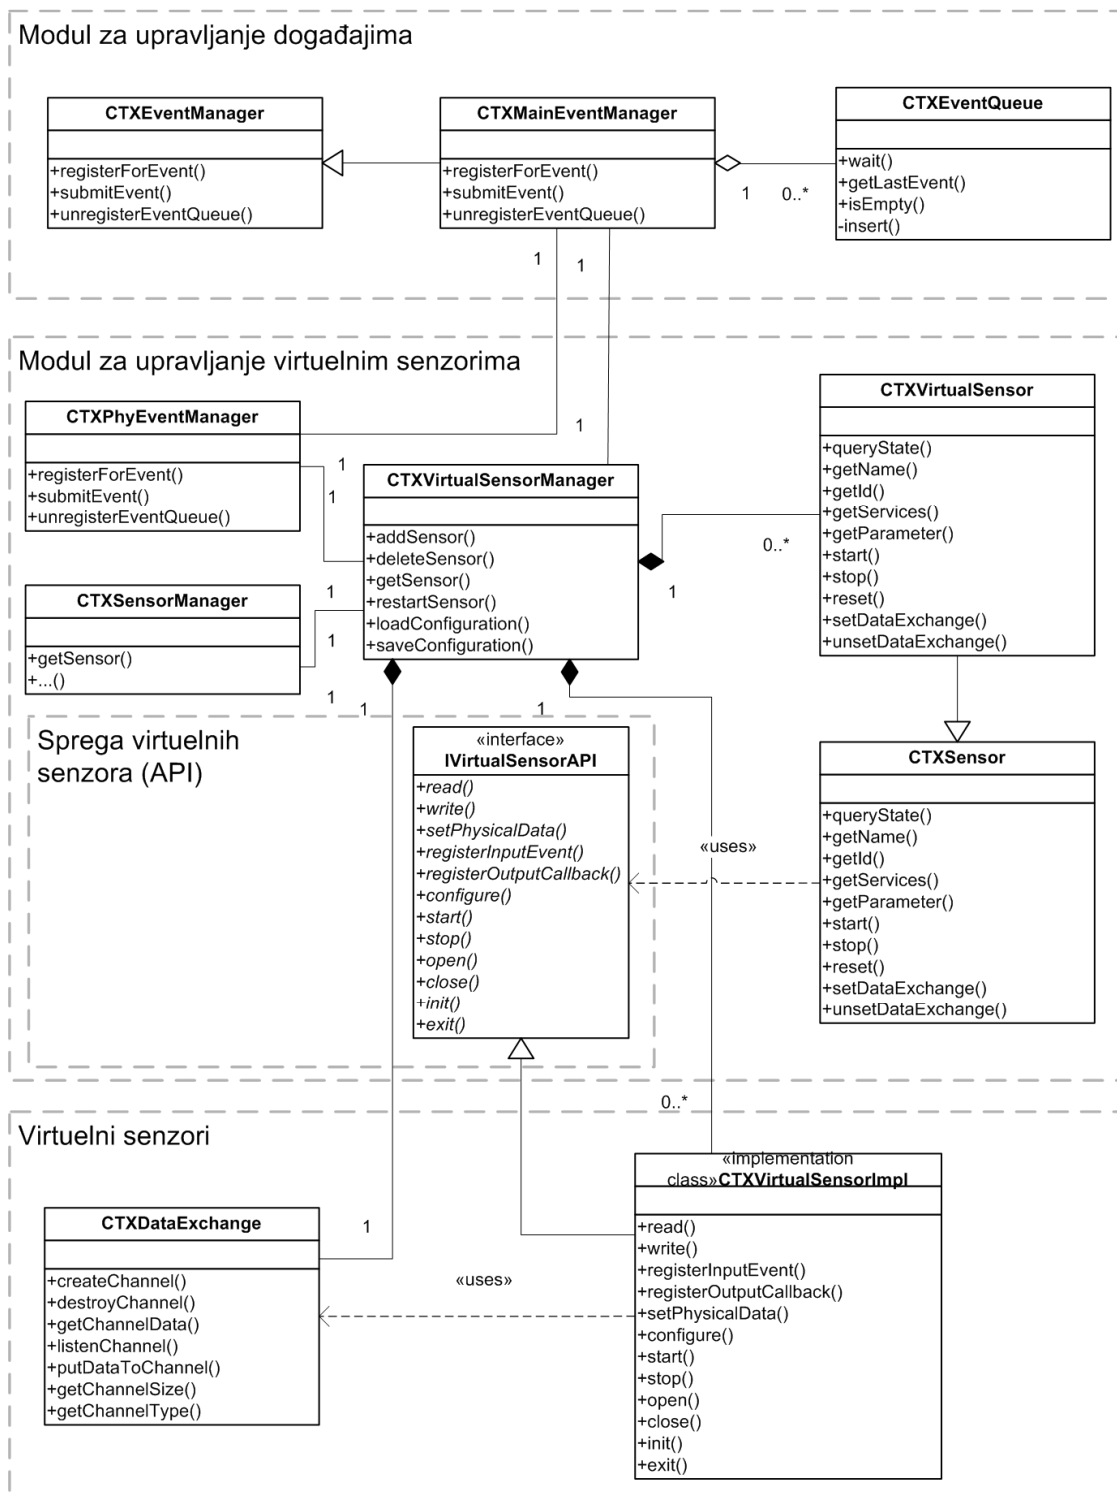 Modul za upravljanje događajima
CTXEventManager
+registerForEvent()
+submitEvent()
+unregisterEventQueue()
CTXMainEventManager
+registerForEvent()
+submitEvent()
+unregisterEventQueue()
1
0..*
CTXEventQueue
+wait()
+getLastEvent()
+isEmpty()
-insert()
1
1
Modul za upravljanje virtuelnim senzorima
CTXPhyEventManager
+registerForEvent()
+submitEvent()
+unregisterEventQueue()
1
1
1
CTXVirtualSensorManager
+addSensor()
+deleteSensor()
+getSensor()
+restartSensor()
+loadConfiguration()
+saveConfiguration()
0..*
1
CTXVirtualSensor
+queryState()
+getName()
+getId()
+getServices()
+getParameter()
+start()
+stop()
+reset()
+setDataExchange()
+unsetDataExchange()
CTXSensorManager
+getSensor()
+...()
1
1
1
1
1
Sprega virtuelnih
senzora (API)
«interface»
IVirtualSensorAPI
+read()
+write()
+setPhysicalData()
+registerInputEvent()
+registerOutputCallback()
+configure()
+start()
+stop()
+open()
+close()
+init()
+exit()
«uses»
CTXSensor
+queryState()
+getName()
+getId()
+getServices()
+getParameter()
+start()
+stop()
+reset()
+setDataExchange()
+unsetDataExchange()
0..*
Virtuelni senzori
CTXDataExchange
+createChannel()
+destroyChannel()
+getChannelData()
+listenChannel()
+putDataToChannel()
+getChannelSize()
+getChannelType()
1
«uses»
«implementation
class»CTXVirtualSensorImpl
+read()
+write()
+registerInputEvent()
+registerOutputCallback()
+setPhysicalData()
+configure()
+start()
+stop()
+open()
+close()
+init()
+exit()